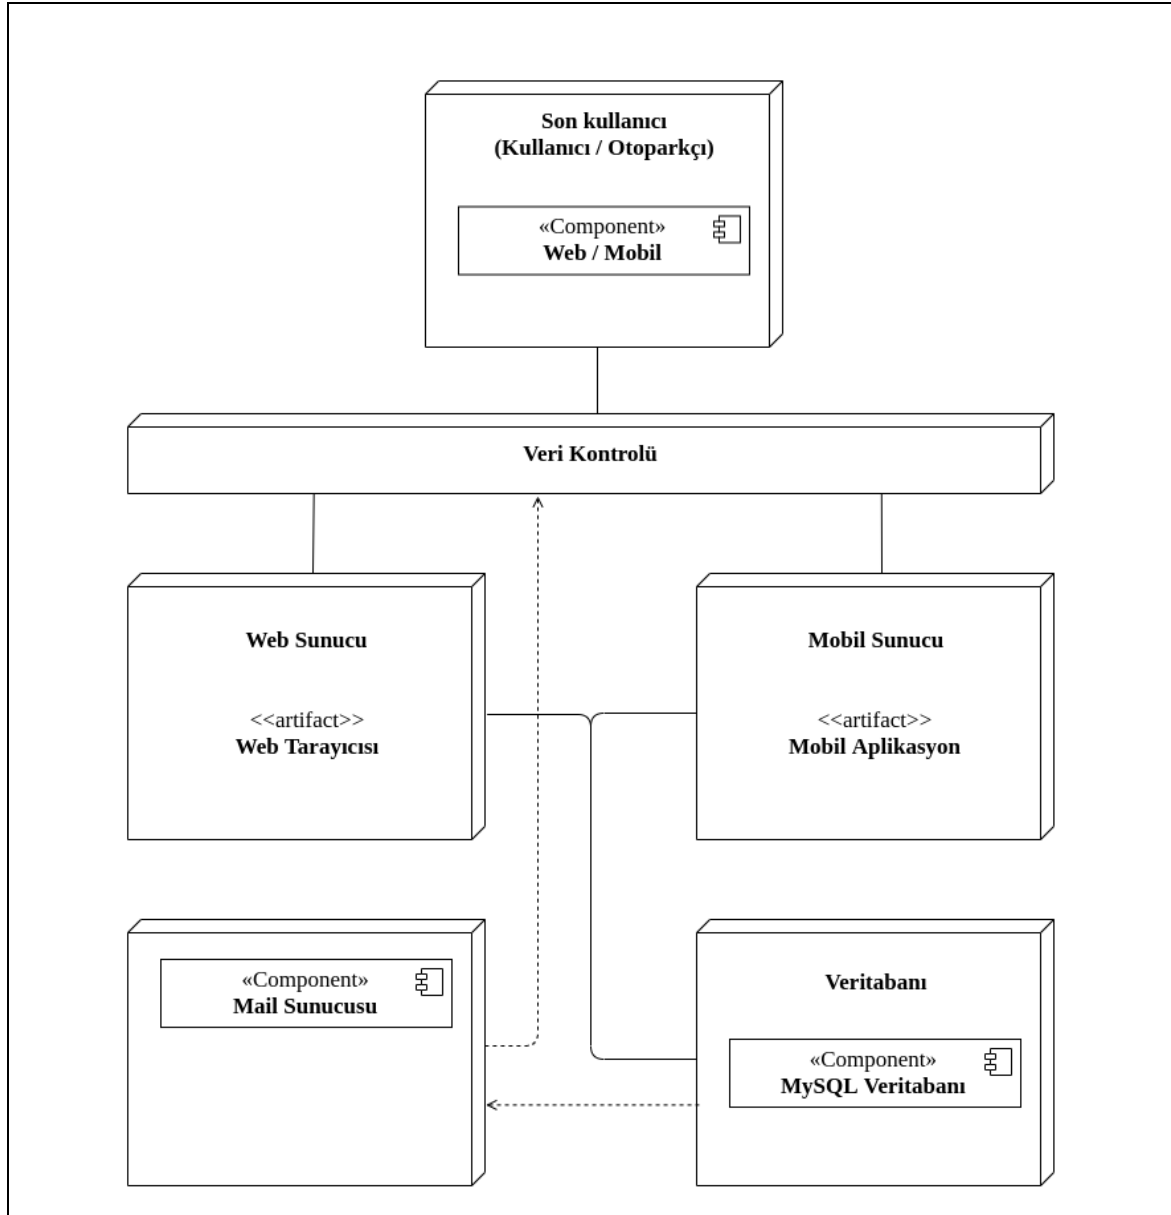 Son kullanıcı
(Kullanıcı / Otoparkçı)
«Component»
Web / Mobil
Veri Kontrolü
Web Sunucu
<<artifact>>
Web Tarayıcısı
Mobil Sunucu
<<artifact>>
Mobil Aplikasyon
«Component»
Mail Sunucusu
Veritabanı
«Component»
MySQL Veritabanı